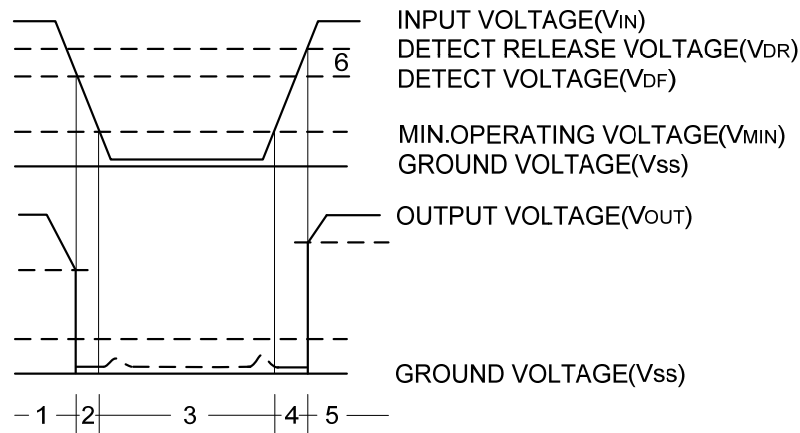 INPUT VOLTAGE(VIN)
DETECT RELEASE VOLTAGE(VDR)
6
DETECT VOLTAGE(VDF)
MIN.OPERATING VOLTAGE(VMIN)
GROUND VOLTAGE(Vss)
OUTPUT VOLTAGE(VOUT)
GROUND VOLTAGE(Vss)
1 2 3 4 5